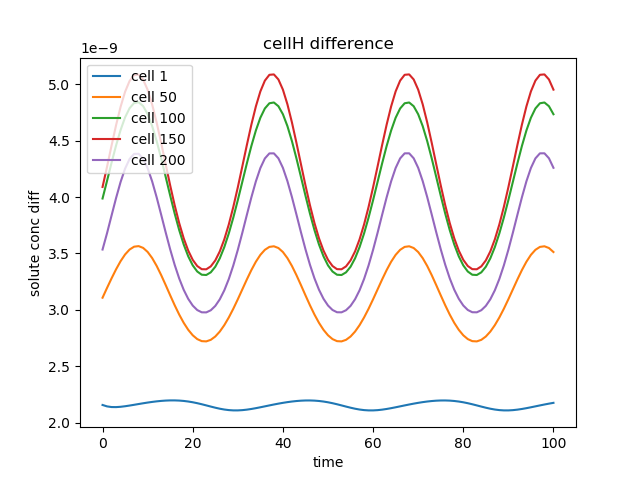 cellH difference
1e−9
cell 1
cell 50
cell 100
cell 150
cell 200
5.0
4.5
4.0
3.5
3.0
2.5
2.0
solute conc diff
0 20 40 60 80 100
time